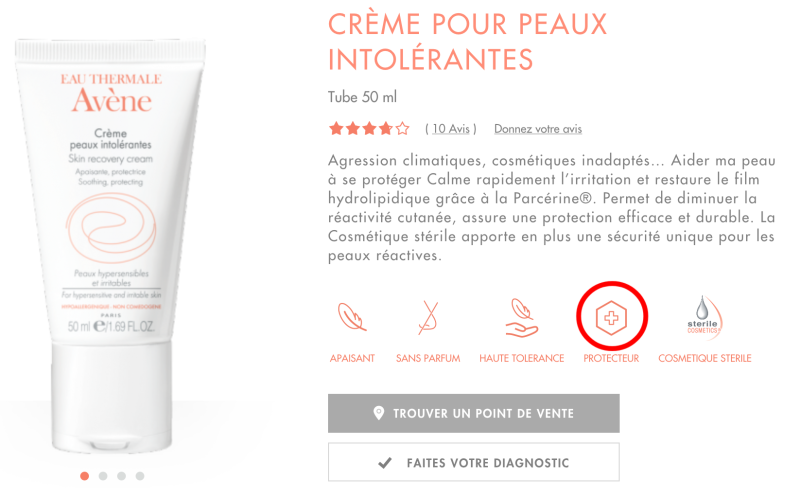 CRÈME POUR PEAUX
INTOLÉRANTES
Tube 50 ml
( 10 Avis ) Donnez votre avis
Agression climatiques, cosmétiques inadaptés... Aider ma peau
à se protéger Calme rapidement l'irritation et restaure le film
hydrolipidique grâce à la Parcérine®. Permet de diminuer la
réactivité cutanée, assure une protection efficace et durable. La
Cosmétique stérile apporte en plus une sécurité unique pour les
peaux réactives.
APAISANT
SANS PARFUM
HAUTE TOLERANCE
PROTECTEUR
sterile
COSMETICS
COSMETIQUE STERILE
TROUVER UN POINT DE VENTE
FAITES VOTRE DIAGNOSTIC
EAU THERMALE
Avène
Crème
peaux intolérantes
Skin recovery cream
Apaisante, protectrice
Soothing, protecting
Peaux hypersensibles
et irritables
For hypersensitive and irritable skin
HYPOALLERGÉNIQUE - NON COMÉDOGÈNE
PARIS
50 ml e/1.69 FL.OZ.